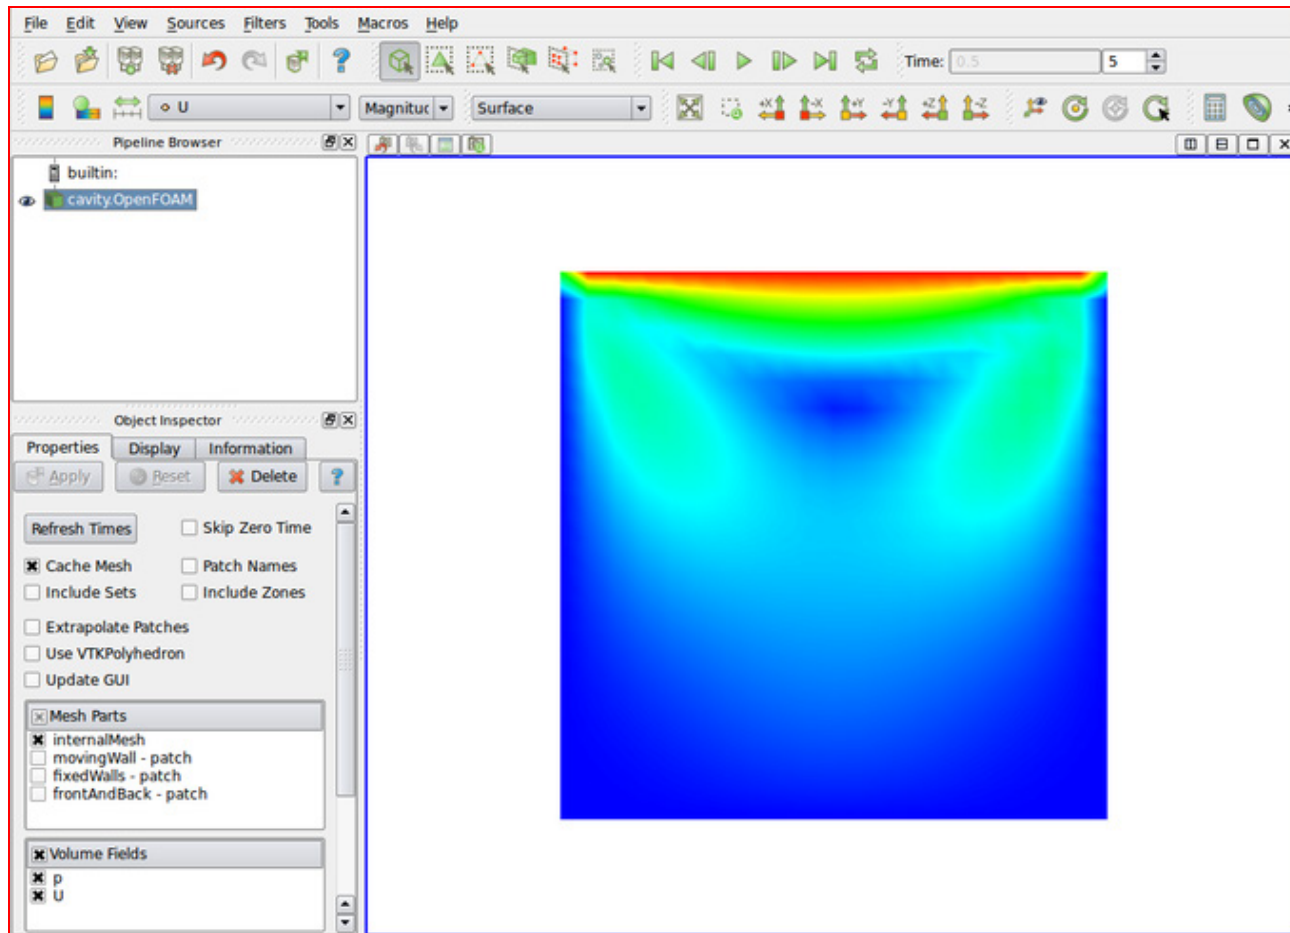 File Edit View Sources Filters Tools Macros Help
? Time: 0.5 5
U Magnituc Surface
+X -X +Y -Y +Z -Z
Pipeline Browser
builtin:
cavity.OpenFOAM
Object Inspector
Properties Display Information
Apply Reset Delete ?
Refresh Times Skip Zero Time
Cache Mesh Patch Names
Include Sets Include Zones
Extrapolate Patches
Use VTKPolyhedron
Update GUI
Mesh Parts
internalMesh
movingWall - patch
fixedWalls - patch
frontAndBack - patch
Volume Fields
p
U